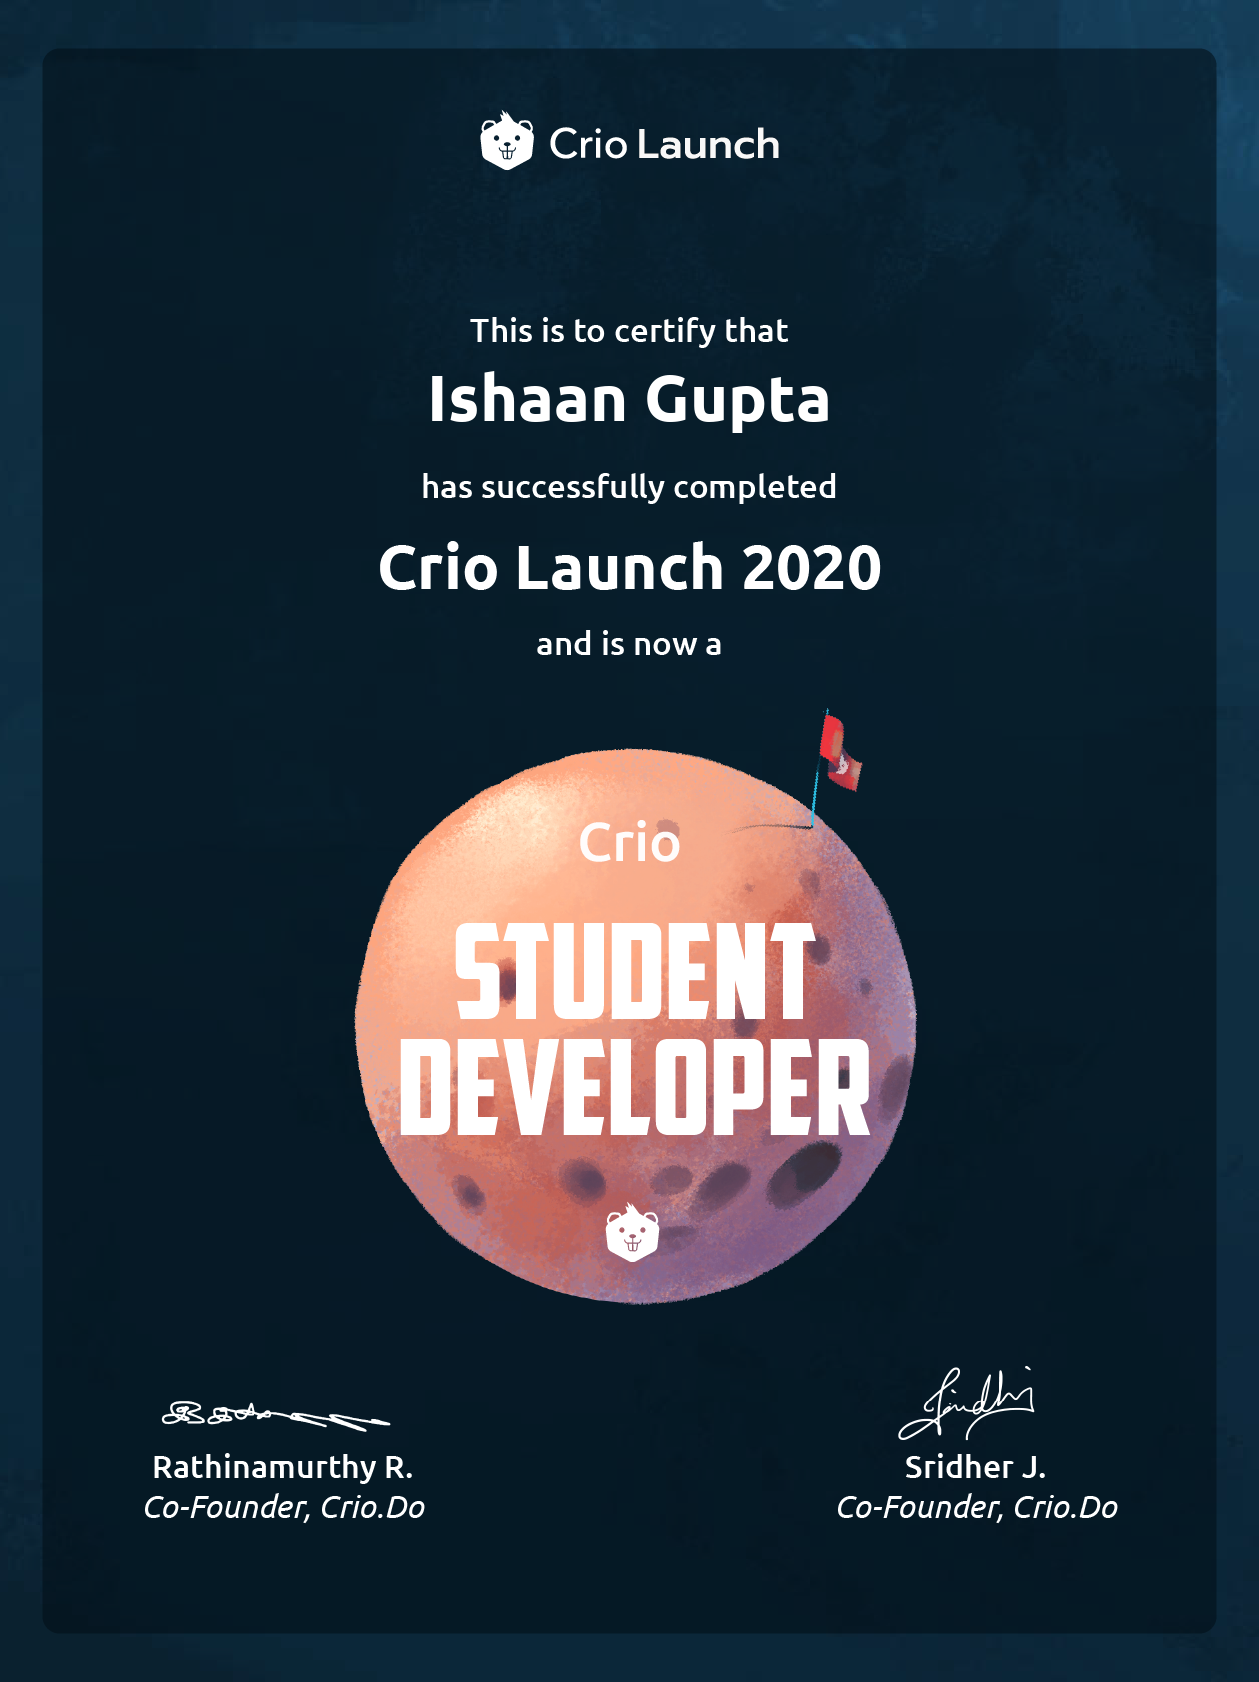 Crio Launch
This is to certify that
Ishaan Gupta
has successfully completed
Crio Launch 2020
and is now a
Crio
STUDENT
DEVELOPER
Rathinamurthy R.
Co-Founder, Crio.Do
Sridher J.
Co-Founder, Crio.Do